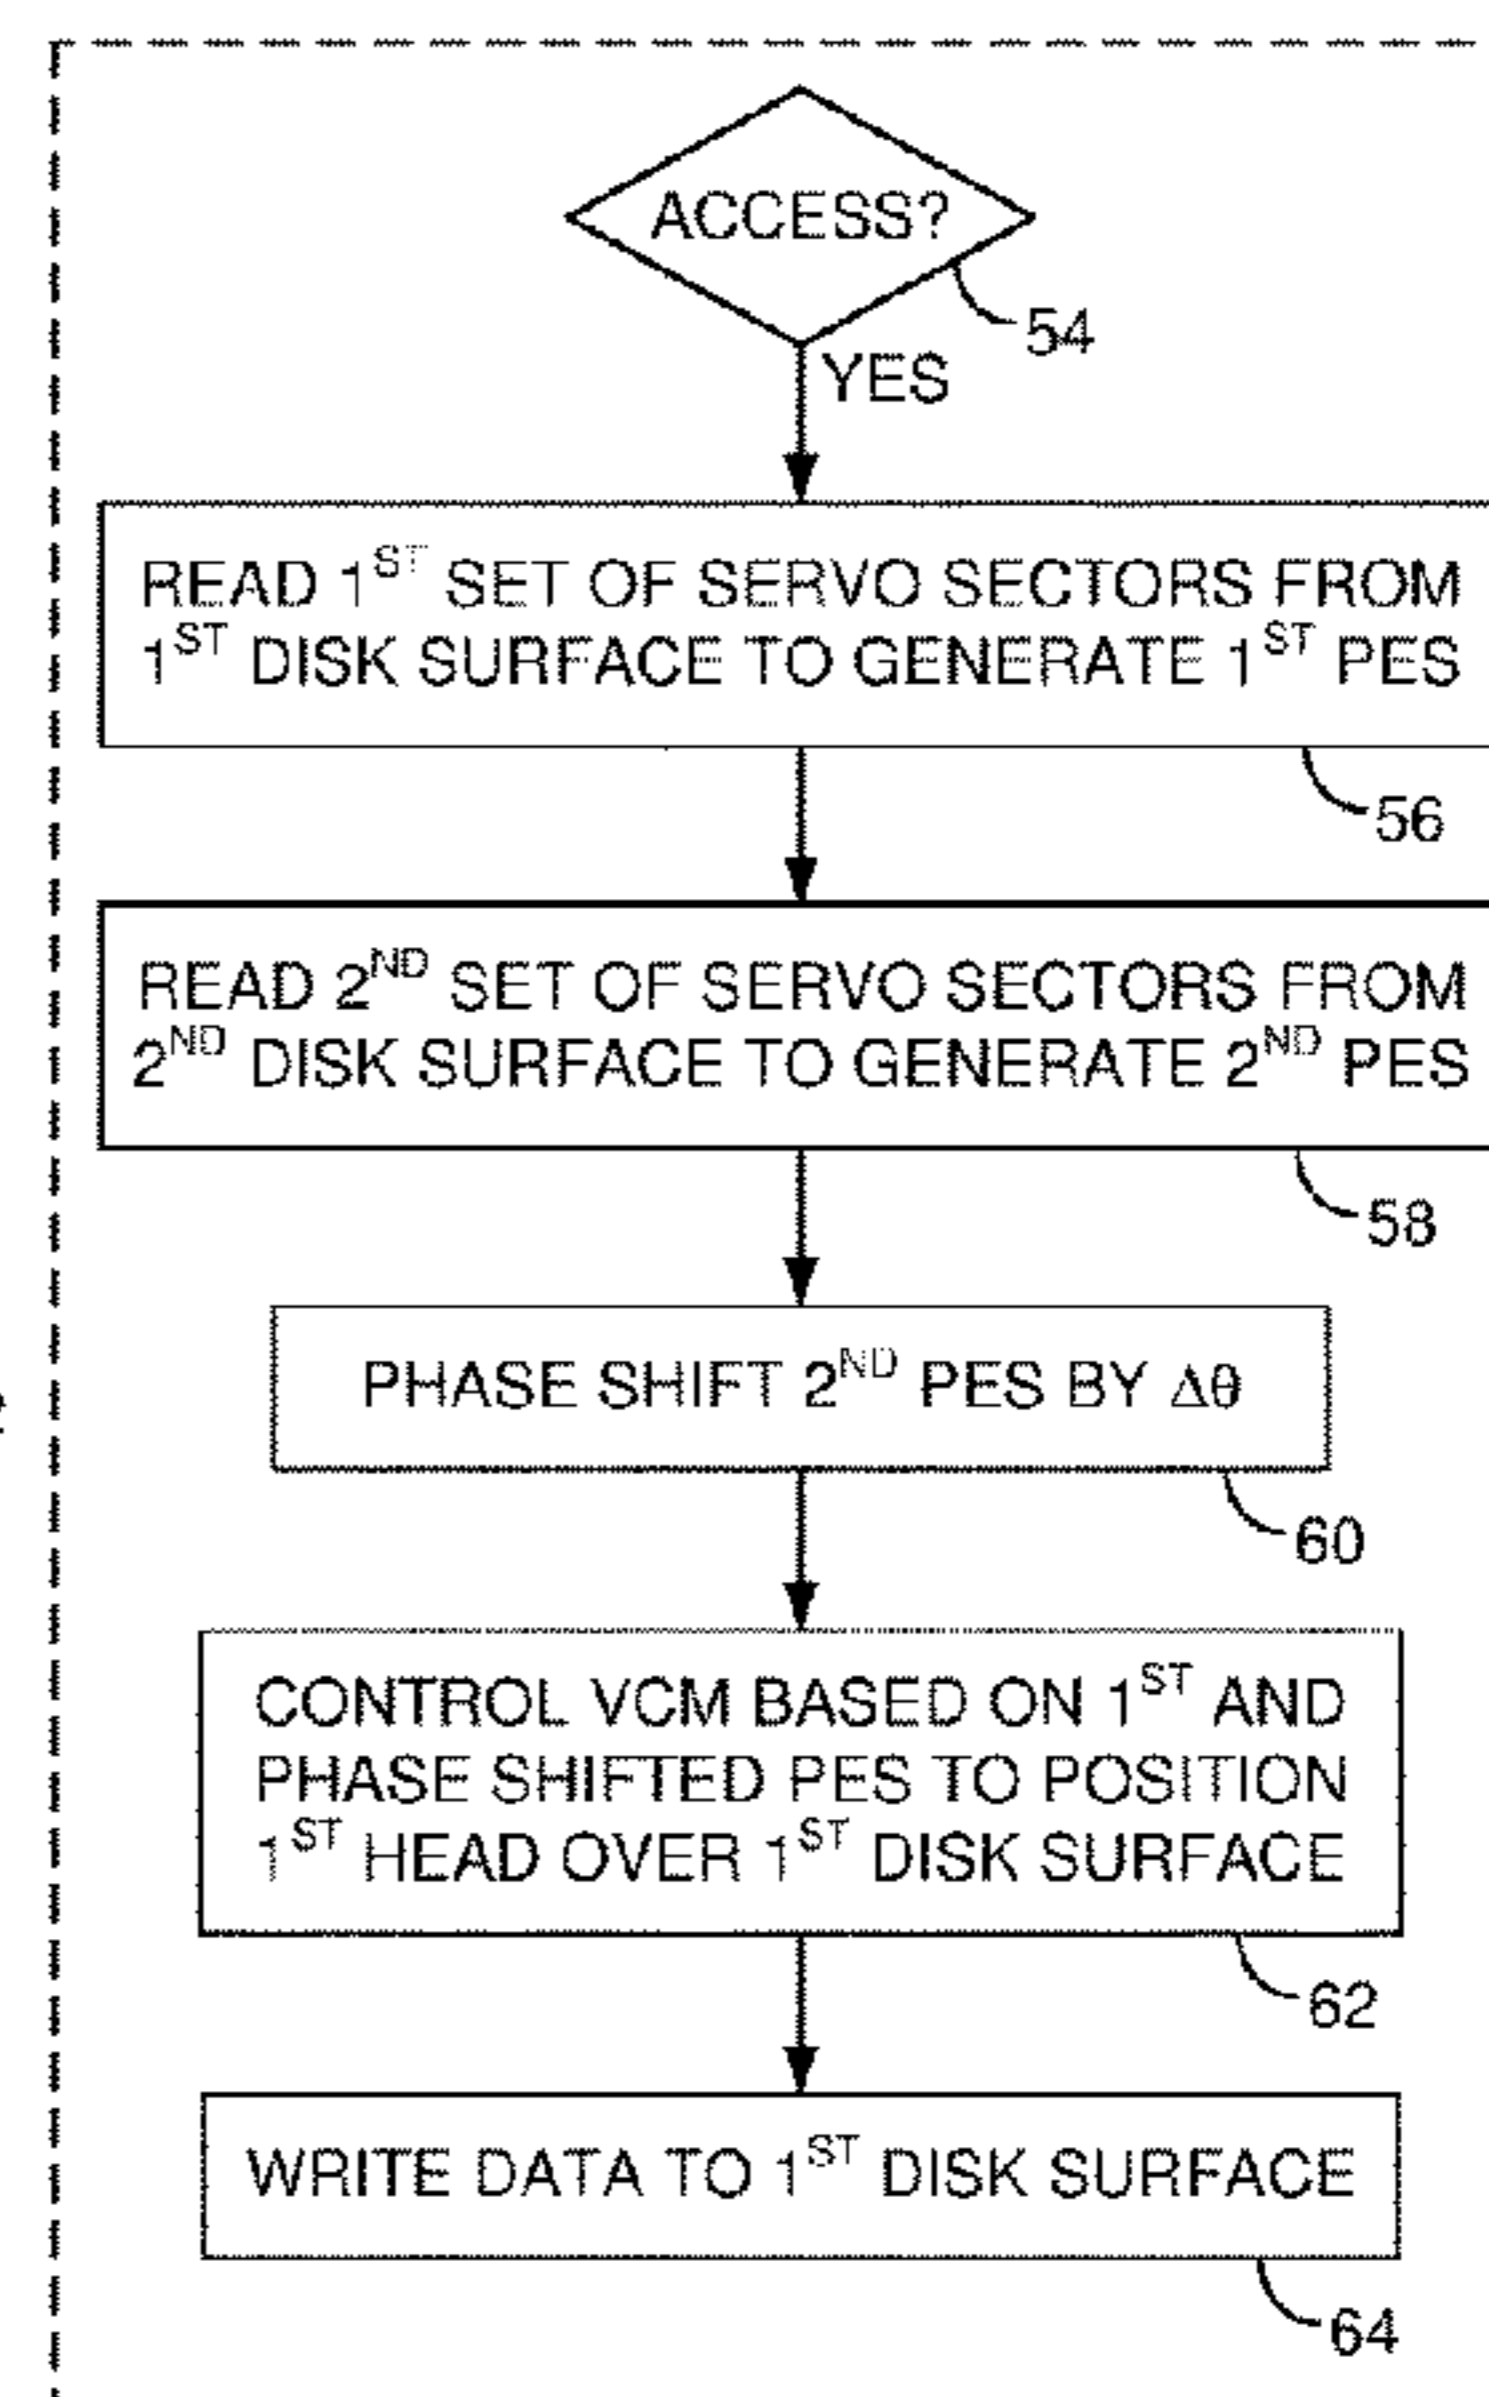 ACCESS?
54
YES
READ 1ST SET OF SERVO SECTORS FROM
1ST DISK SURFACE TO GENERATE 1ST PES
56
READ 2ND SET OF SERVO SECTORS FROM
2ND DISK SURFACE TO GENERATE 2ND PES
58
PHASE SHIFT 2ND PES BY Δθ
60
CONTROL VCM BASED ON 1ST AND
PHASE SHIFTED PES TO POSITION
1ST HEAD OVER 1ST DISK SURFACE
62
WRITE DATA TO 1ST DISK SURFACE
64